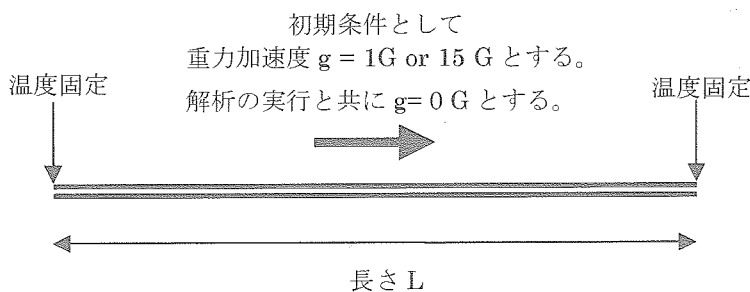 初期条件として
重力加速度 g = 1G or 15 G とする。
解析の実行と共に g= 0 G とする。
温度固定
温度固定
長さ L